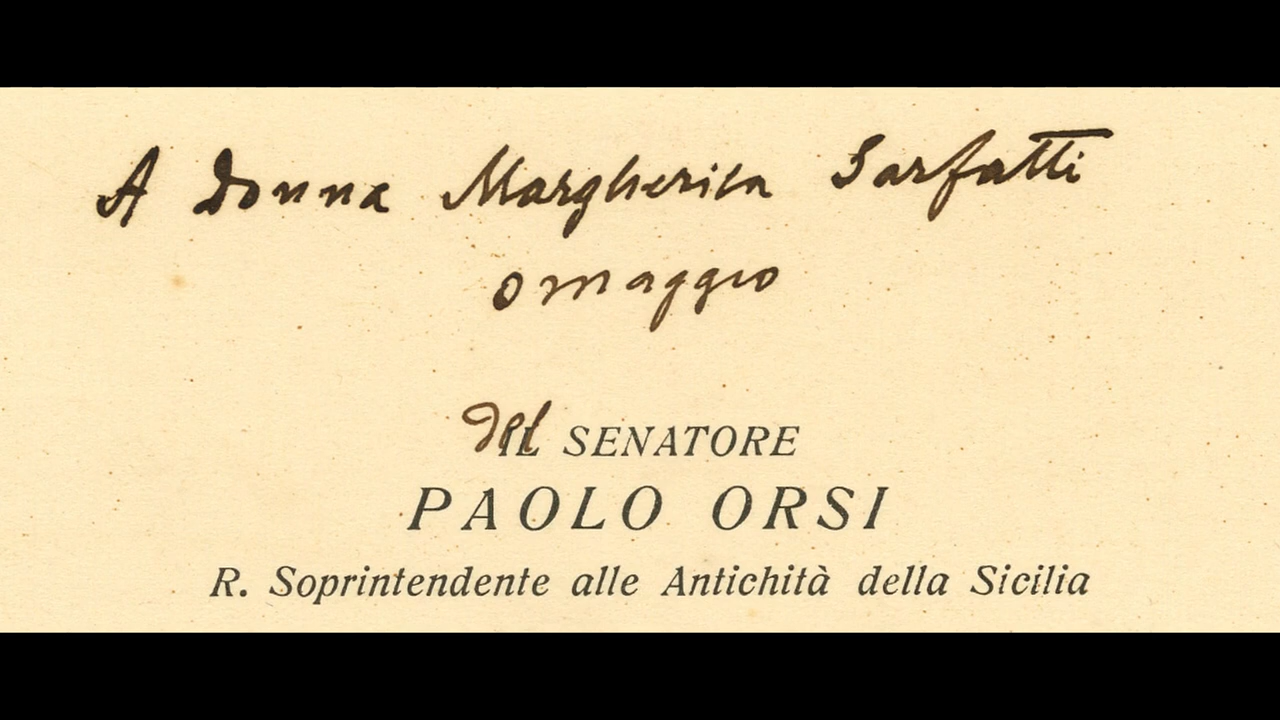 A Donna Margherita Sarfatti
omaggio
del SENATORE
PAOLO ORSI
R. Soprintendente alle Antichità della Sicilia